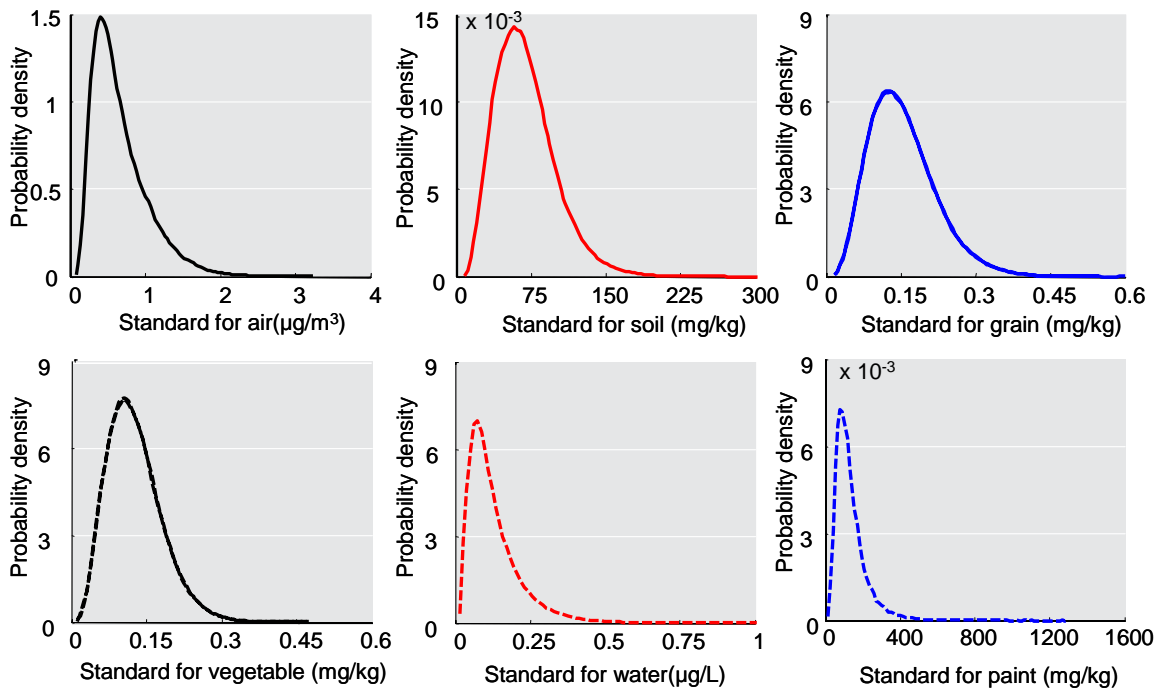 Probability density
1.5
1
0.5
0
0 1 2 3 4
Standard for air(µg/m³)
x 10⁻³
Probability density
15
10
5
0
0 75 150 225 300
Standard for soil (mg/kg)
Probability density
9
6
3
0
0 0.15 0.3 0.45 0.6
Standard for grain (mg/kg)
Probability density
9
6
3
0
0 0.15 0.3 0.45 0.6
Standard for vegetable (mg/kg)
Probability density
9
6
3
0
0 0.25 0.5 0.75 1
Standard for water(µg/L)
x 10⁻³
Probability density
9
6
3
0
0 400 800 1200 1600
Standard for paint (mg/kg)